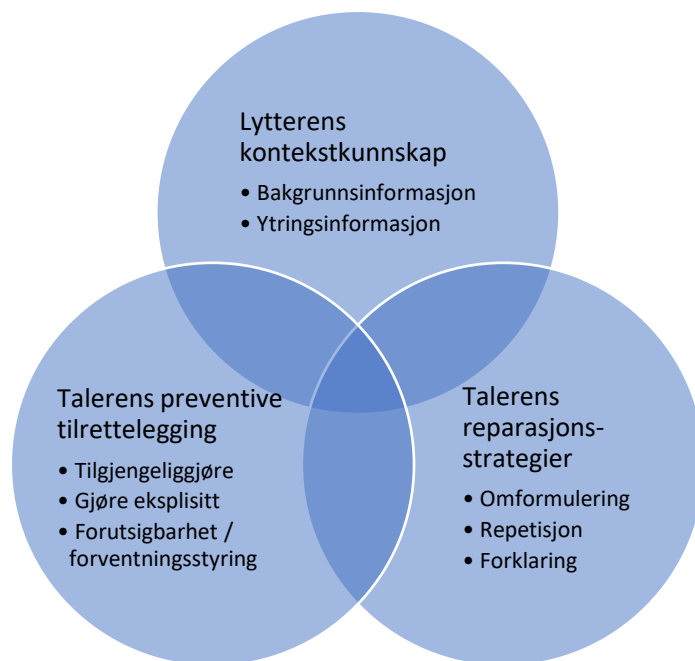 Lytterens
kontekstkunnskap
• Bakgrunnsinformasjon
• Ytringsinformasjon
Talerens preventive
tilrettelegging
• Tilgjengeliggjøre
• Gjøre eksplisitt
• Forutsigbarhet /
forventningsstyring
Talerens
reparasjons-
strategier
• Omformulering
• Repetisjon
• Forklaring